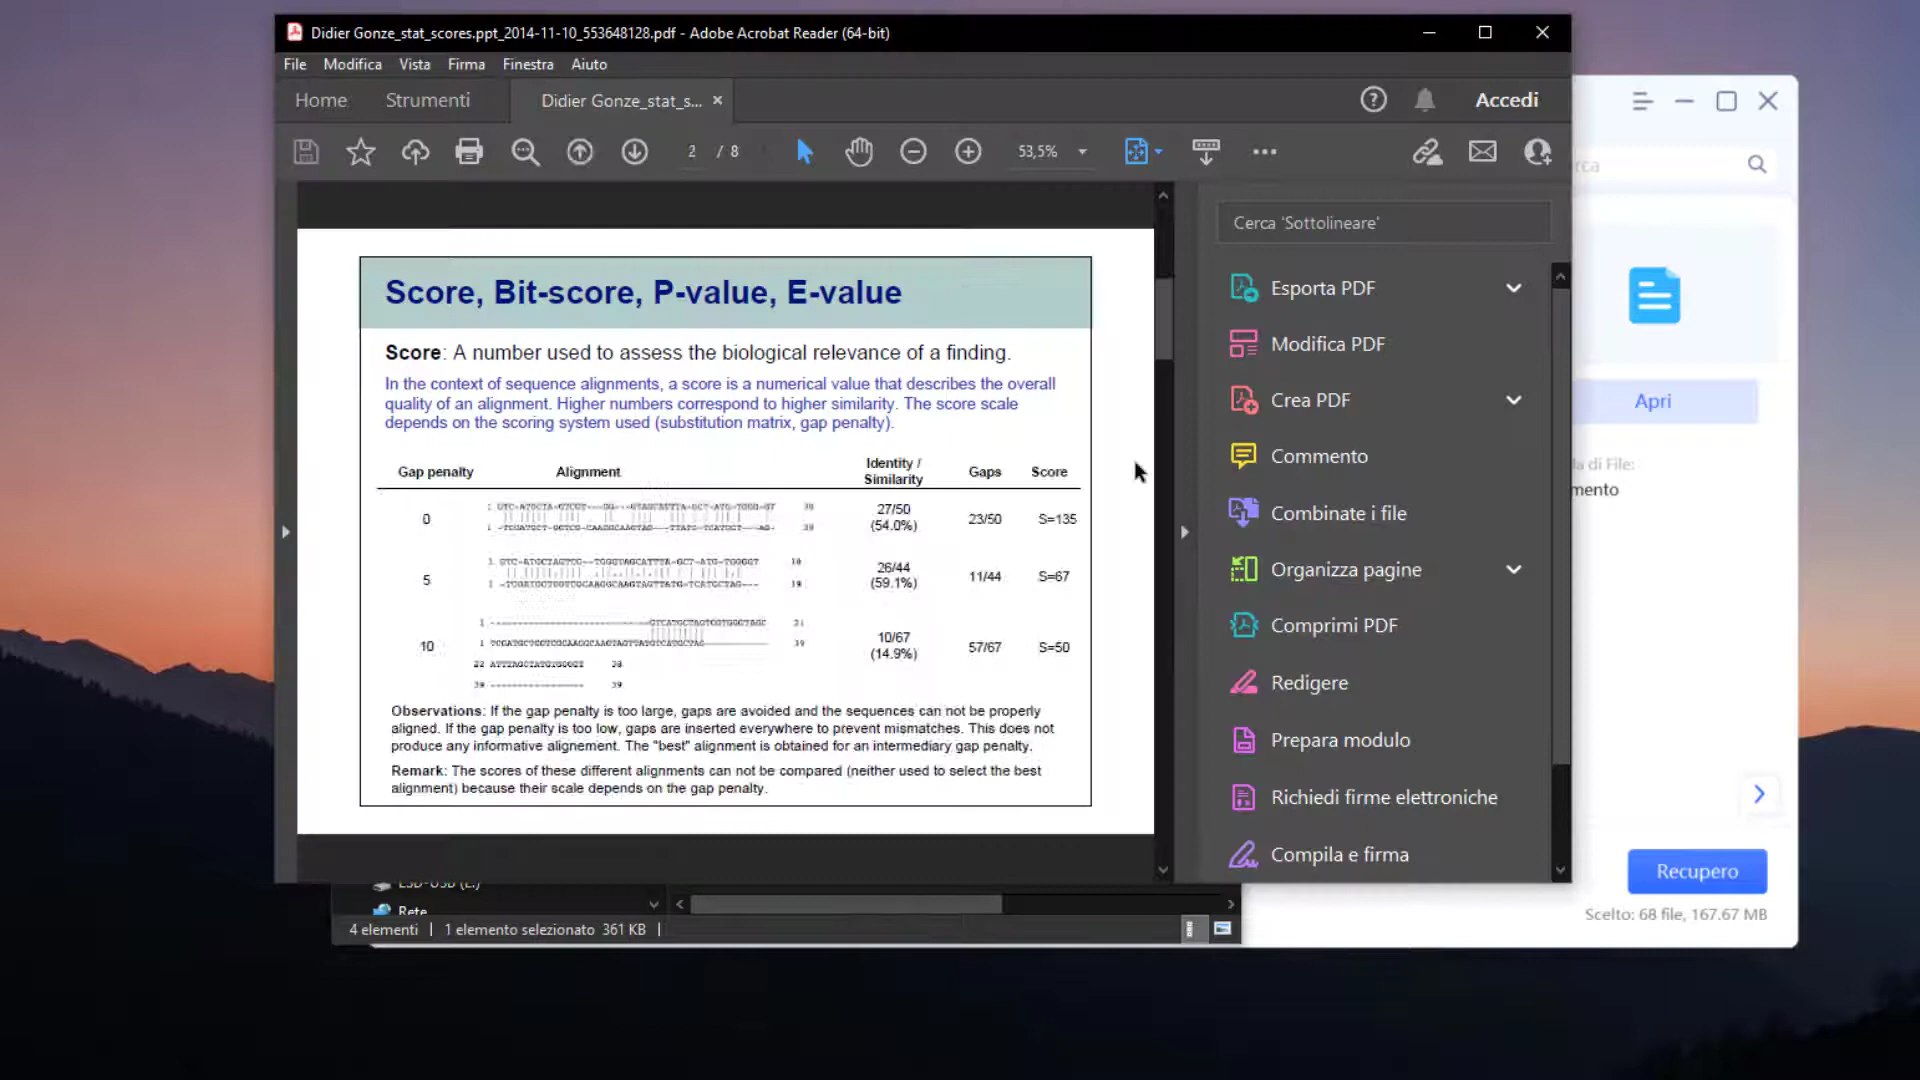 Didier Gonze_stat_scores.ppt_2014-11-10_553648128.pdf - Adobe Acrobat Reader (64-bit)
File Modifica Vista Firma Finestra Aiuto
Home Strumenti Didier Gonze_stat_s... Accedi
2 / 8 53,5%
Cerca 'Sottolineare'
Score, Bit-score, P-value, E-value
Score: A number used to assess the biological relevance of a finding.
In the context of sequence alignments, a score is a numerical value that describes the overall
quality of an alignment. Higher numbers correspond to higher similarity. The score scale
depends on the scoring system used (substitution matrix, gap penalty).
Gap penalty Alignment Identity / Similarity Gaps Score
0 27/50 (54.0%) 23/50 S=135
5 26/44 (59.1%) 11/44 S=67
10 10/67 (14.9%) 57/67 S=50
Observations: If the gap penalty is too large, gaps are avoided and the sequences can not be properly
aligned. If the gap penalty is too low, gaps are inserted everywhere to prevent mismatches. This does not
produce any informative alignement. The "best" alignment is obtained for an intermediary gap penalty.
Remark: The scores of these different alignments can not be compared (neither used to select the best
alignment) because their scale depends on the gap penalty.
Esporta PDF
Modifica PDF
Crea PDF
Commento
Combinate i file
Organizza pagine
Comprimi PDF
Redigere
Prepara modulo
Richiedi firme elettroniche
Compila e firma
Apri
di File:
Recupero
Scelto: 68 file, 167.67 MB
Rete
4 elementi 1 elemento selezionato 361 KB